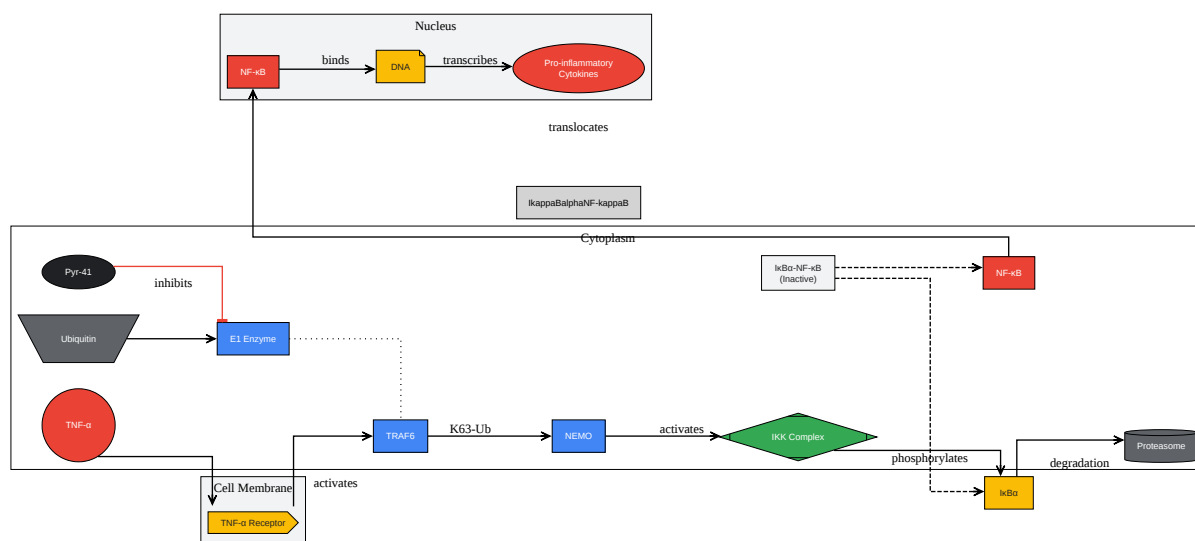 Nucleus
NF-κB
binds
DNA
transcribes
Pro-inflammatory
Cytokines
translocates
IkappaBalphaNF-kappaB
Cytoplasm
Pyr-41
inhibits
IκBα-NF-κB
(Inactive)
NF-κB
Ubiquitin
E1 Enzyme
TNF-α
TRAF6
K63-Ub
NEMO
activates
IKK Complex
phosphorylates
Proteasome
degradation
Cell Membrane
activates
TNF-α Receptor
IκBα